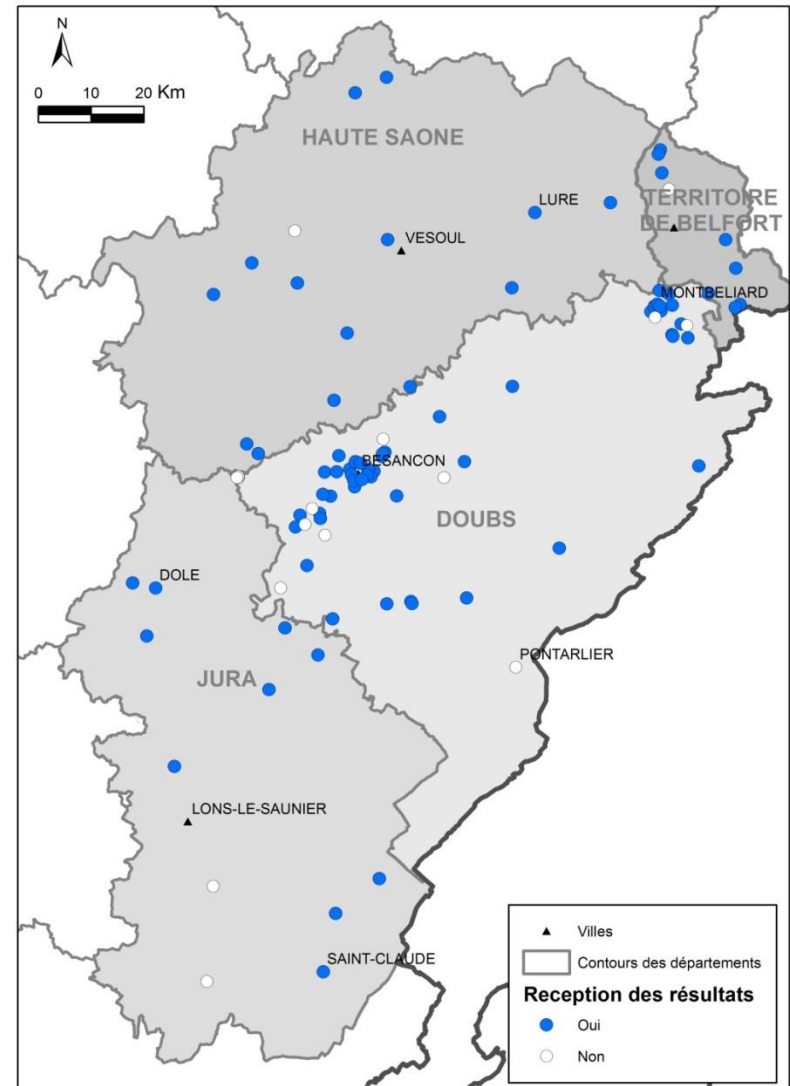 N
0 10 20 Km
HAUTE SAONE
LURE
TERRITOIRE
DE BELFORT
VESOUL
MONTBELIARD
BESANCON
DOUBS
DOLE
PONTARLIER
JURA
LONS-LE-SAUNIER
SAINT-CLAUDE
Villes
Contours des départements
Reception des résultats
Oui
Non